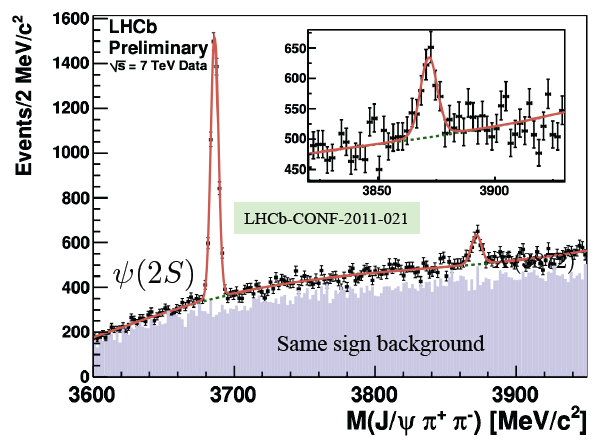 LHCb
Preliminary
√s = 7 TeV Data
Events/2 MeV/c²
1600
1400
1200
1000
800
600
400
200
0
650
600
550
500
450
3850
3900
LHCb-CONF-2011-021
ψ(2S)
Same sign background
3600
3700
3800
3900
M(J/ψ π⁺ π⁻) [MeV/c²]